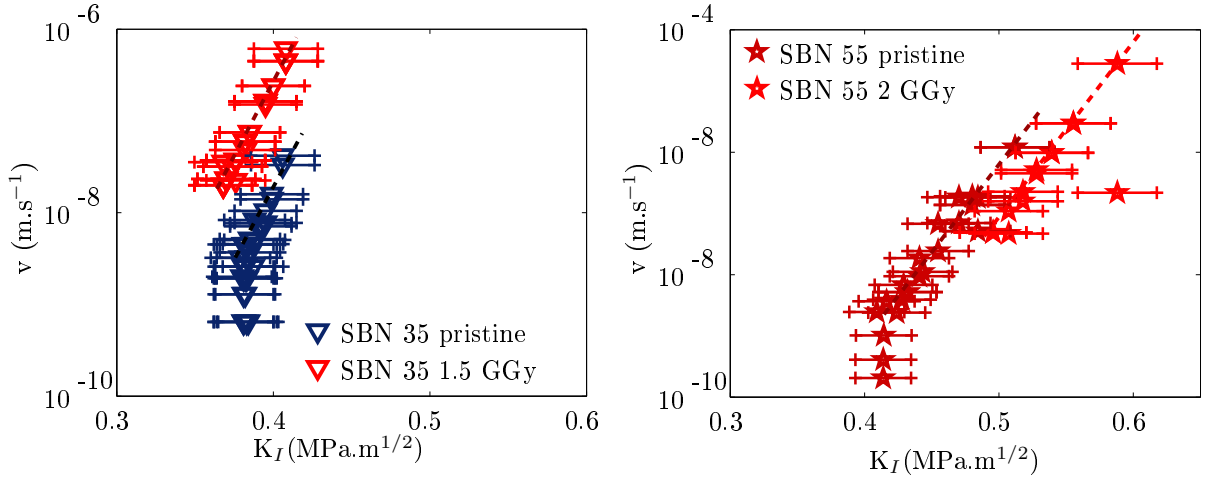 10^-6
10^-8
10^-10
v (m.s^−1)
SBN 35 pristine
SBN 35 1.5 GGy
0.3 0.4 0.5 0.6
K_I(MPa.m^1/2)
10^-4
SBN 55 pristine
SBN 55 2 GGy
10^-8
10^-8
10^-10
v (m.s^−1)
0.3 0.4 0.5 0.6
K_I(MPa.m^1/2)